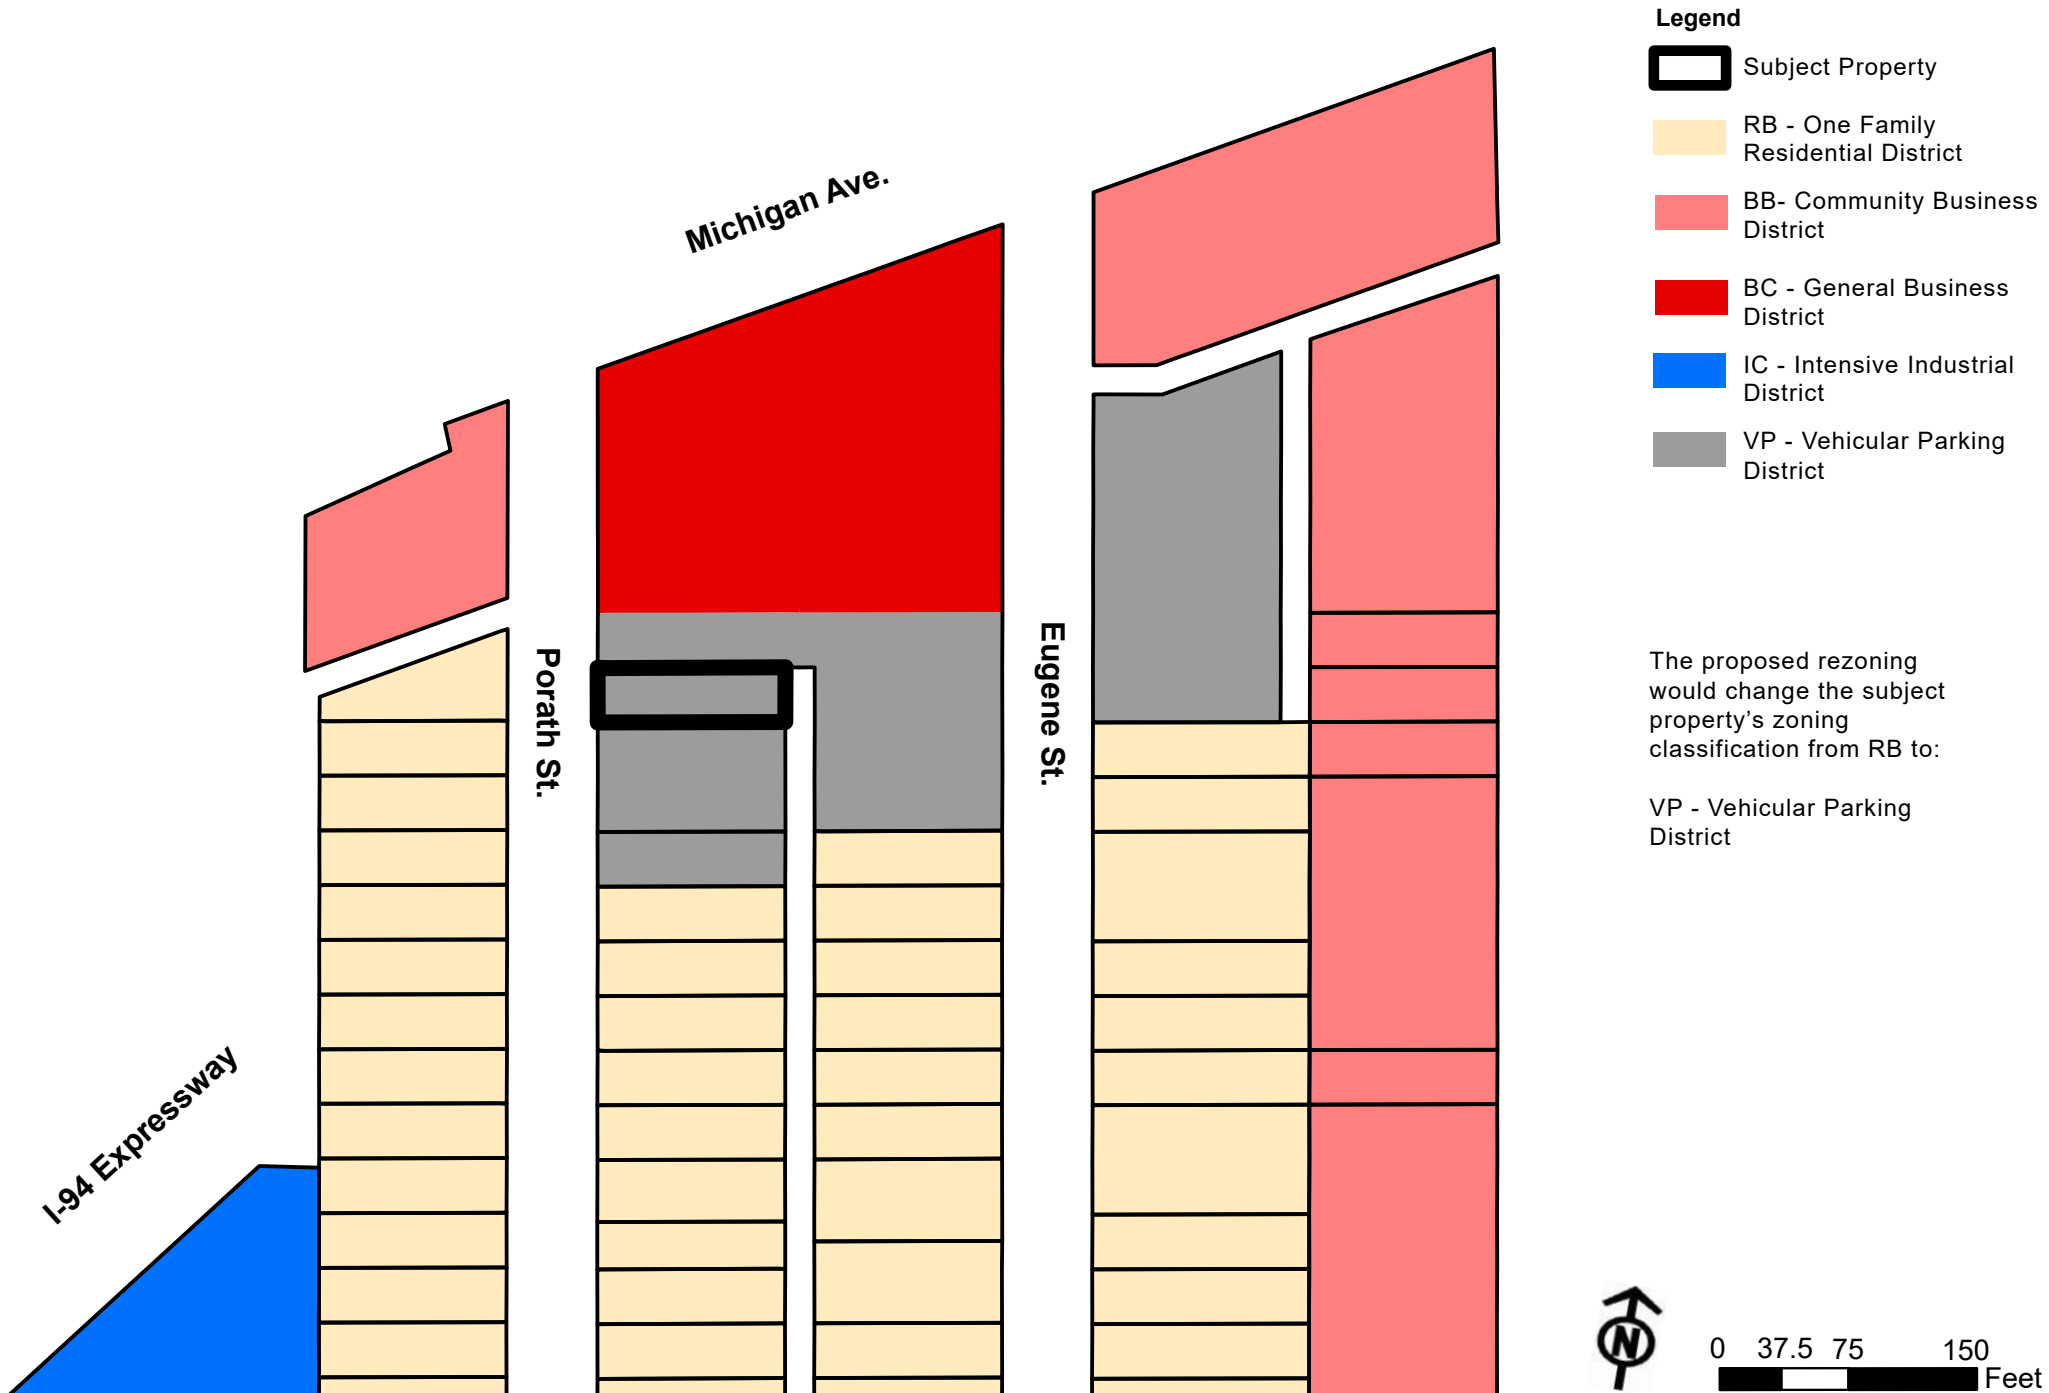 Legend
Subject Property
RB - One Family
Residential District
BB- Community Business
District
BC - General Business
District
IC - Intensive Industrial
District
VP - Vehicular Parking
District
Michigan Ave.
Porath St.
Eugene St.
I-94 Expressway
The proposed rezoning
would change the subject
property’s zoning
classification from RB to:
VP - Vehicular Parking
District
N
0 37.5 75 150
Feet